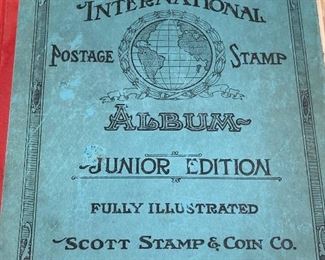 INTERNATIONAL
POSTAGE STAMP
ALBUM
JUNIOR EDITION
FULLY ILLUSTRATED
SCOTT STAMP & COIN CO.